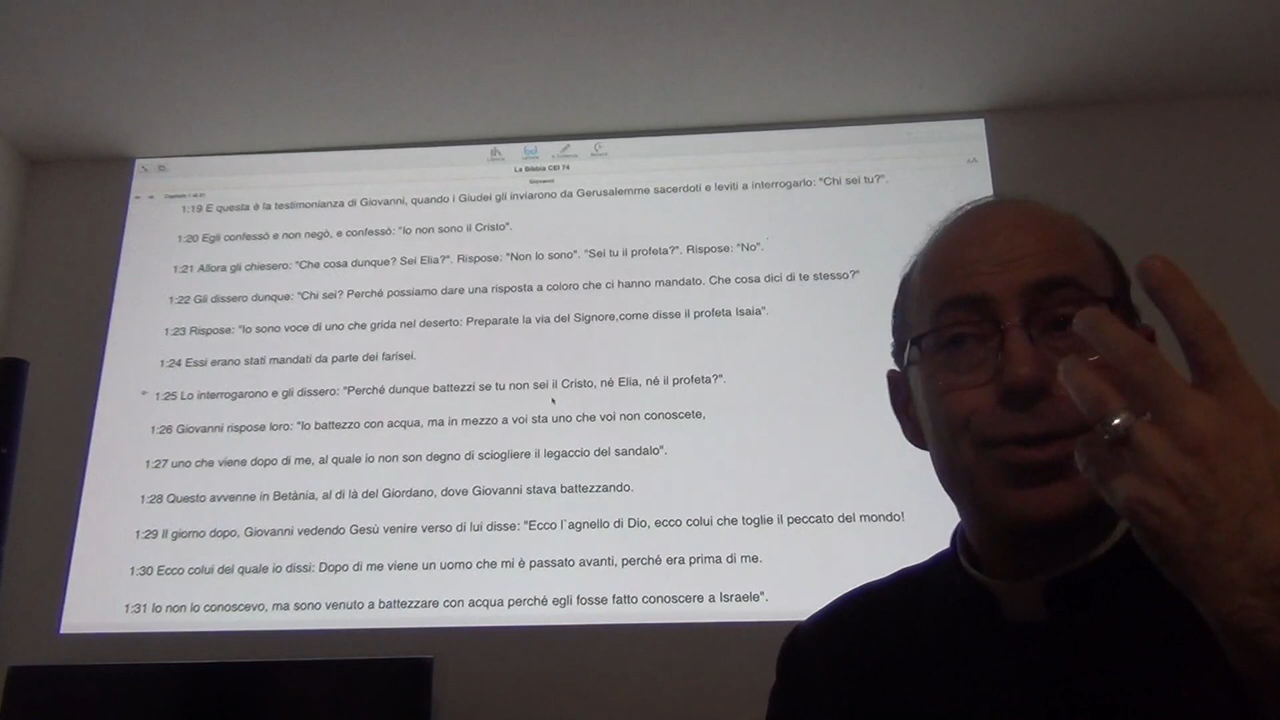 La Bibbia CEI 74
Giovanni
AA
1:19 E questa è la testimonianza di Giovanni, quando i Giudei gli inviarono da Gerusalemme sacerdoti e leviti a interrogarlo: "Chi sei tu?".
1:20 Egli confessò e non negò, e confessò: "Io non sono il Cristo".
1:21 Allora gli chiesero: "Che cosa dunque? Sei Elia?". Rispose: "Non lo sono". "Sei tu il profeta?". Rispose: "No".
1:22 Gli dissero dunque: "Chi sei? Perché possiamo dare una risposta a coloro che ci hanno mandato. Che cosa dici di te stesso?"
1:23 Rispose: "Io sono voce di uno che grida nel deserto: Preparate la via del Signore,come disse il profeta Isaia".
1:24 Essi erano stati mandati da parte dei farisei.
1:25 Lo interrogarono e gli dissero: "Perché dunque battezzi se tu non sei il Cristo, né Elia, né il profeta?".
1:26 Giovanni rispose loro: "Io battezzo con acqua, ma in mezzo a voi sta uno che voi non conoscete,
1:27 uno che viene dopo di me, al quale io non son degno di sciogliere il legaccio del sandalo".
1:28 Questo avvenne in Betània, al di là del Giordano, dove Giovanni stava battezzando.
1:29 Il giorno dopo, Giovanni vedendo Gesù venire verso di lui disse: "Ecco l`agnello di Dio, ecco colui che toglie il peccato del mondo!
1:30 Ecco colui del quale io dissi: Dopo di me viene un uomo che mi è passato avanti, perché era prima di me.
1:31 Io non lo conoscevo, ma sono venuto a battezzare con acqua perché egli fosse fatto conoscere a Israele".